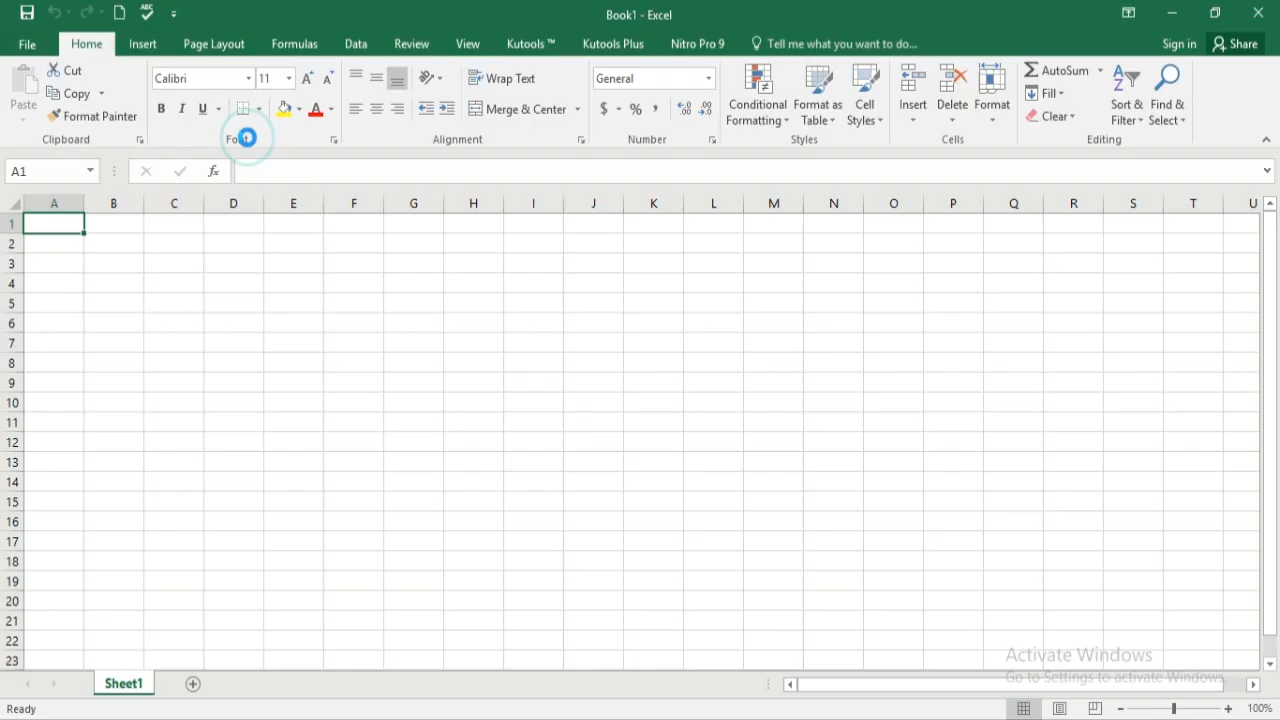 Book1 - Excel
File Home Insert Page Layout Formulas Data Review View Kutools ™ Kutools Plus Nitro Pro 9 Tell me what you want to do... Sign in Share
Paste
Cut
Copy
Format Painter
Clipboard
Calibri 11
B I U A
Wrap Text
Merge & Center
Alignment
General
$ % ,
Number
Conditional Formatting
Format as Table
Cell Styles
Styles
Insert Delete Format
Cells
AutoSum
Fill
Clear
Sort & Filter
Find & Select
Editing
A1 fx
A B C D E F G H I J K L M N O P Q R S T U
1
2
3
4
5
6
7
8
9
10
11
12
13
14
15
16
17
18
19
20
21
22
23
Activate Windows
Go to Settings to activate Windows.
Sheet1
Ready 100%